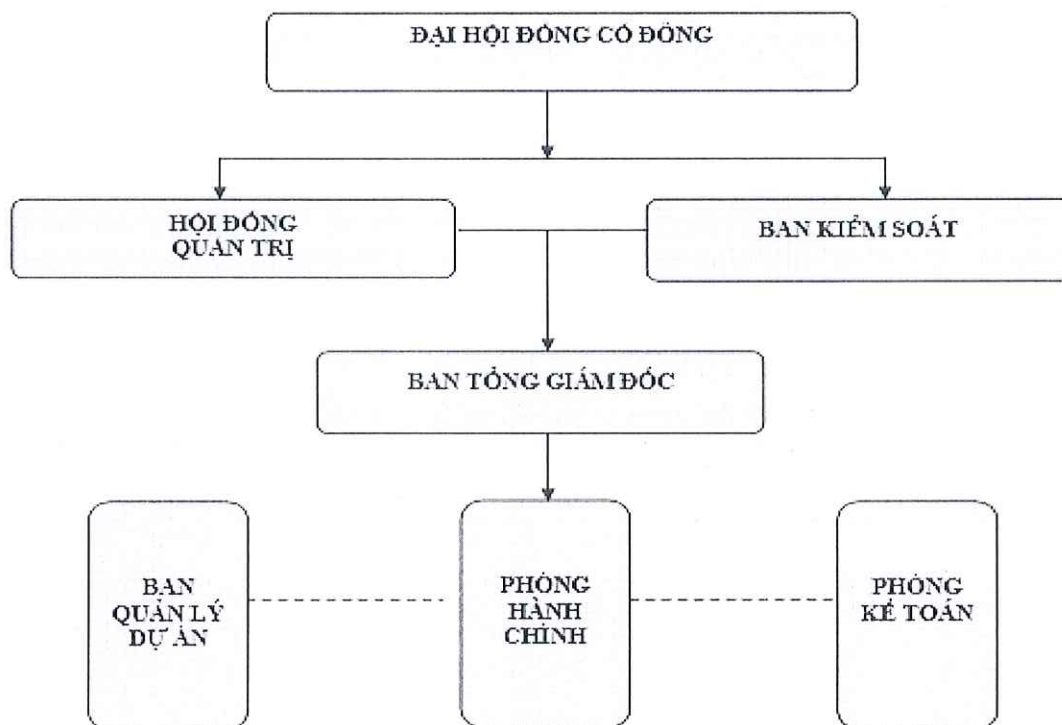 ĐẠI HỘI ĐỒNG CỔ ĐÔNG
HỘI ĐỒNG
QUẢN TRỊ
BAN KIỂM SOÁT
BAN TỔNG GIÁM ĐỐC
BAN
QUẢN LÝ
DỰ ÁN
PHÒNG
HÀNH
CHÍNH
PHÒNG
KẾ TOÁN